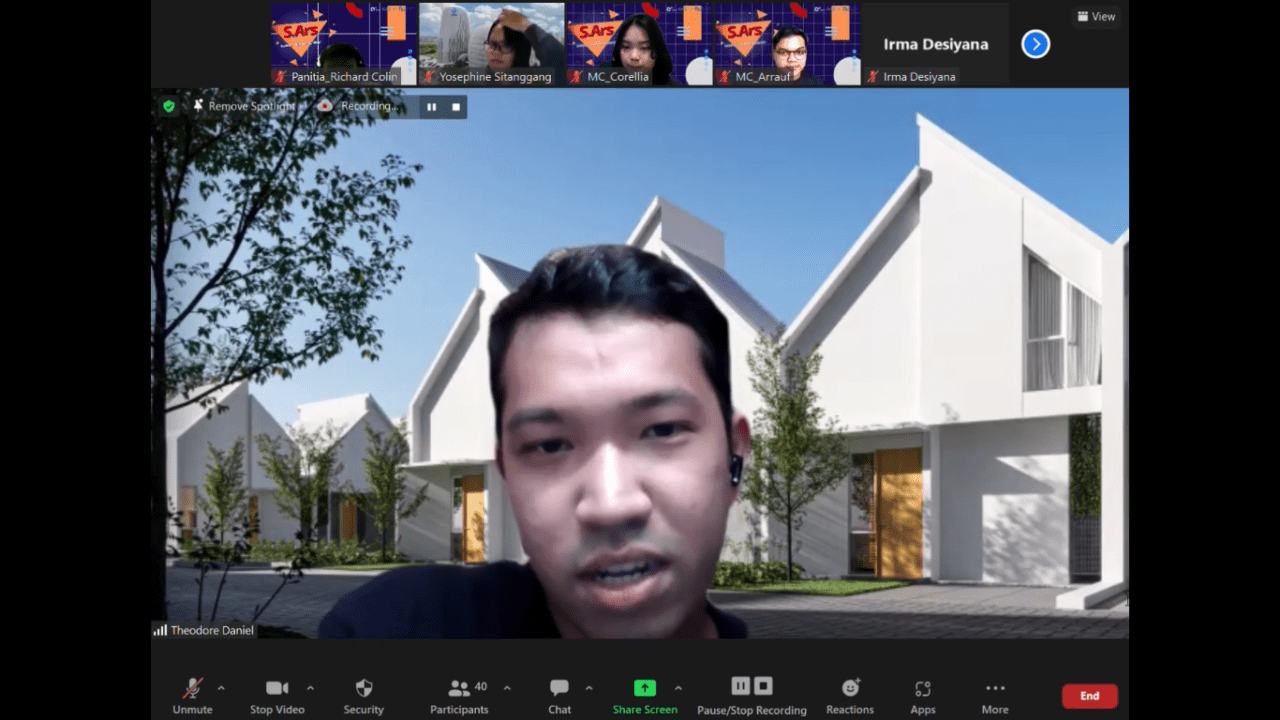 S.Ars
S.Ars
S.Ars
View
Irma Desiyana
Panitia_Richard Colin
Yosephine Sitanggang
MC_Corellia
MC_Arrauf
Irma Desiyana
Remove Spotlight
Recording...
Theodore Daniel
Unmute
Stop Video
Security
40
Participants
Chat
Share Screen
Pause/Stop Recording
Reactions
Apps
More
End